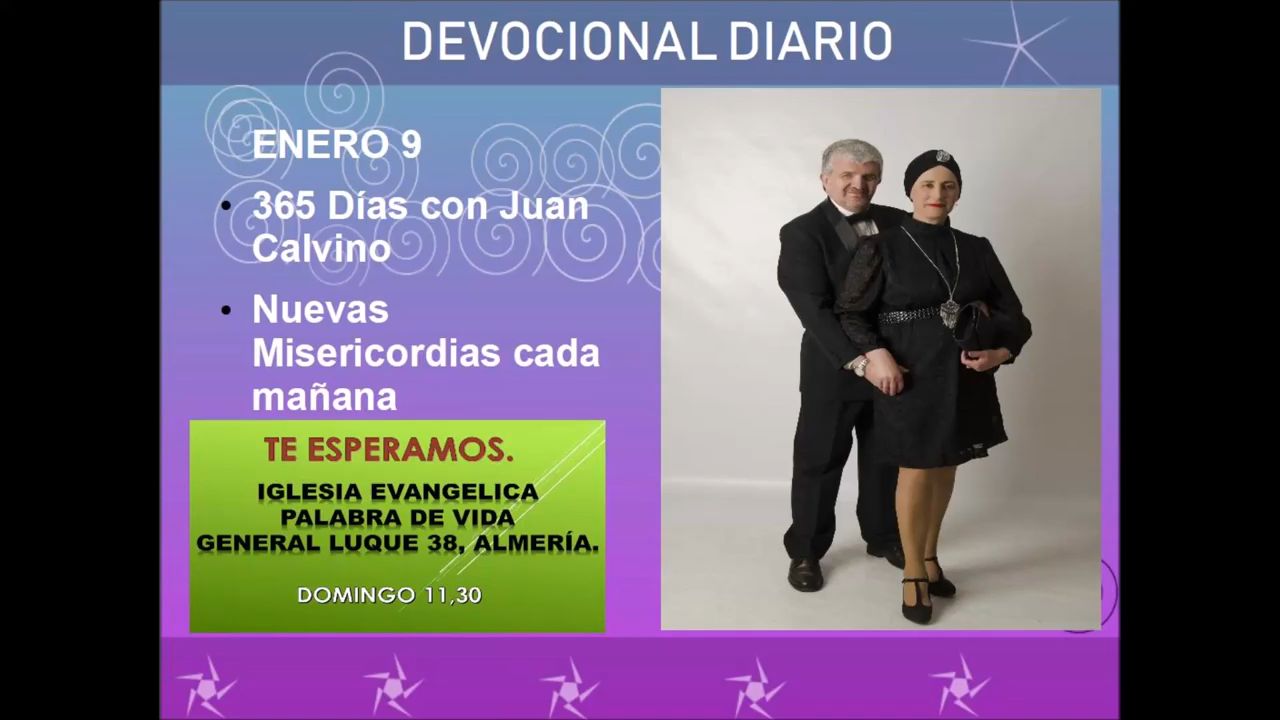 DEVOCIONAL DIARIO
ENERO 9
• 365 Días con Juan
Calvino
• Nuevas
Misericordias cada
mañana
TE ESPERAMOS.
IGLESIA EVANGELICA
PALABRA DE VIDA
GENERAL LUQUE 38, ALMERÍA.
DOMINGO 11,30